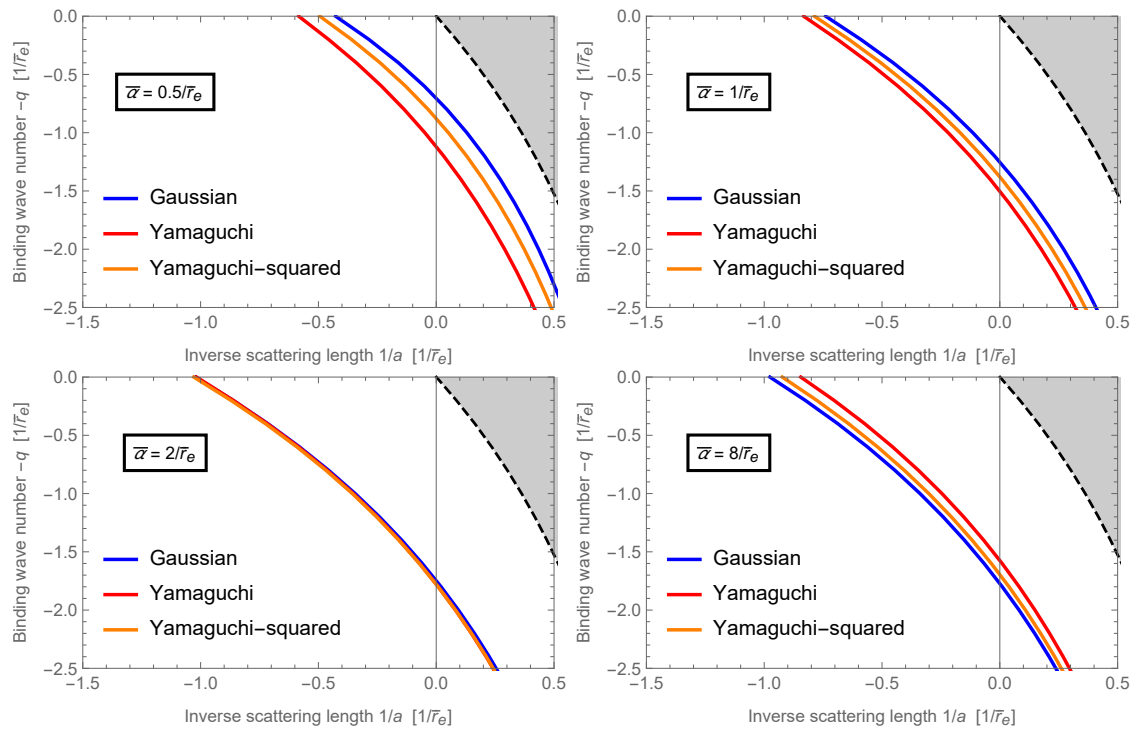 0.0
−0.5
−1.0
−1.5
−2.0
−2.5
Binding wave number −q [1/r̅ₑ]
α̅ = 0.5/r̅ₑ
Gaussian
Yamaguchi
Yamaguchi−squared
−1.5 −1.0 −0.5 0.0 0.5
Inverse scattering length 1/a [1/r̅ₑ]
0.0
−0.5
−1.0
−1.5
−2.0
−2.5
Binding wave number −q [1/r̅ₑ]
α̅ = 1/r̅ₑ
Gaussian
Yamaguchi
Yamaguchi−squared
−1.5 −1.0 −0.5 0.0 0.5
Inverse scattering length 1/a [1/r̅ₑ]
0.0
−0.5
−1.0
−1.5
−2.0
−2.5
Binding wave number −q [1/r̅ₑ]
α̅ = 2/r̅ₑ
Gaussian
Yamaguchi
Yamaguchi−squared
−1.5 −1.0 −0.5 0.0 0.5
Inverse scattering length 1/a [1/r̅ₑ]
0.0
−0.5
−1.0
−1.5
−2.0
−2.5
Binding wave number −q [1/r̅ₑ]
α̅ = 8/r̅ₑ
Gaussian
Yamaguchi
Yamaguchi−squared
−1.5 −1.0 −0.5 0.0 0.5
Inverse scattering length 1/a [1/r̅ₑ]